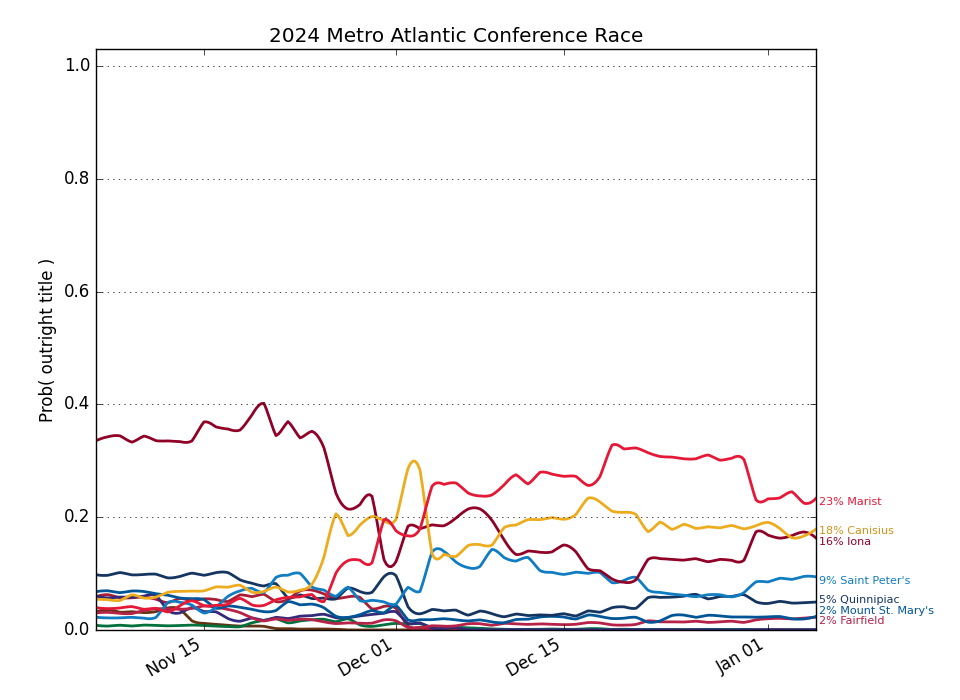 2024 Metro Atlantic Conference Race
Prob( outright title )
1.0
0.8
0.6
0.4
0.2
0.0
23% Marist
18% Canisius
16% Iona
9% Saint Peter's
5% Quinnipiac
2% Mount St. Mary's
2% Fairfield
Nov 15
Dec 01
Dec 15
Jan 01